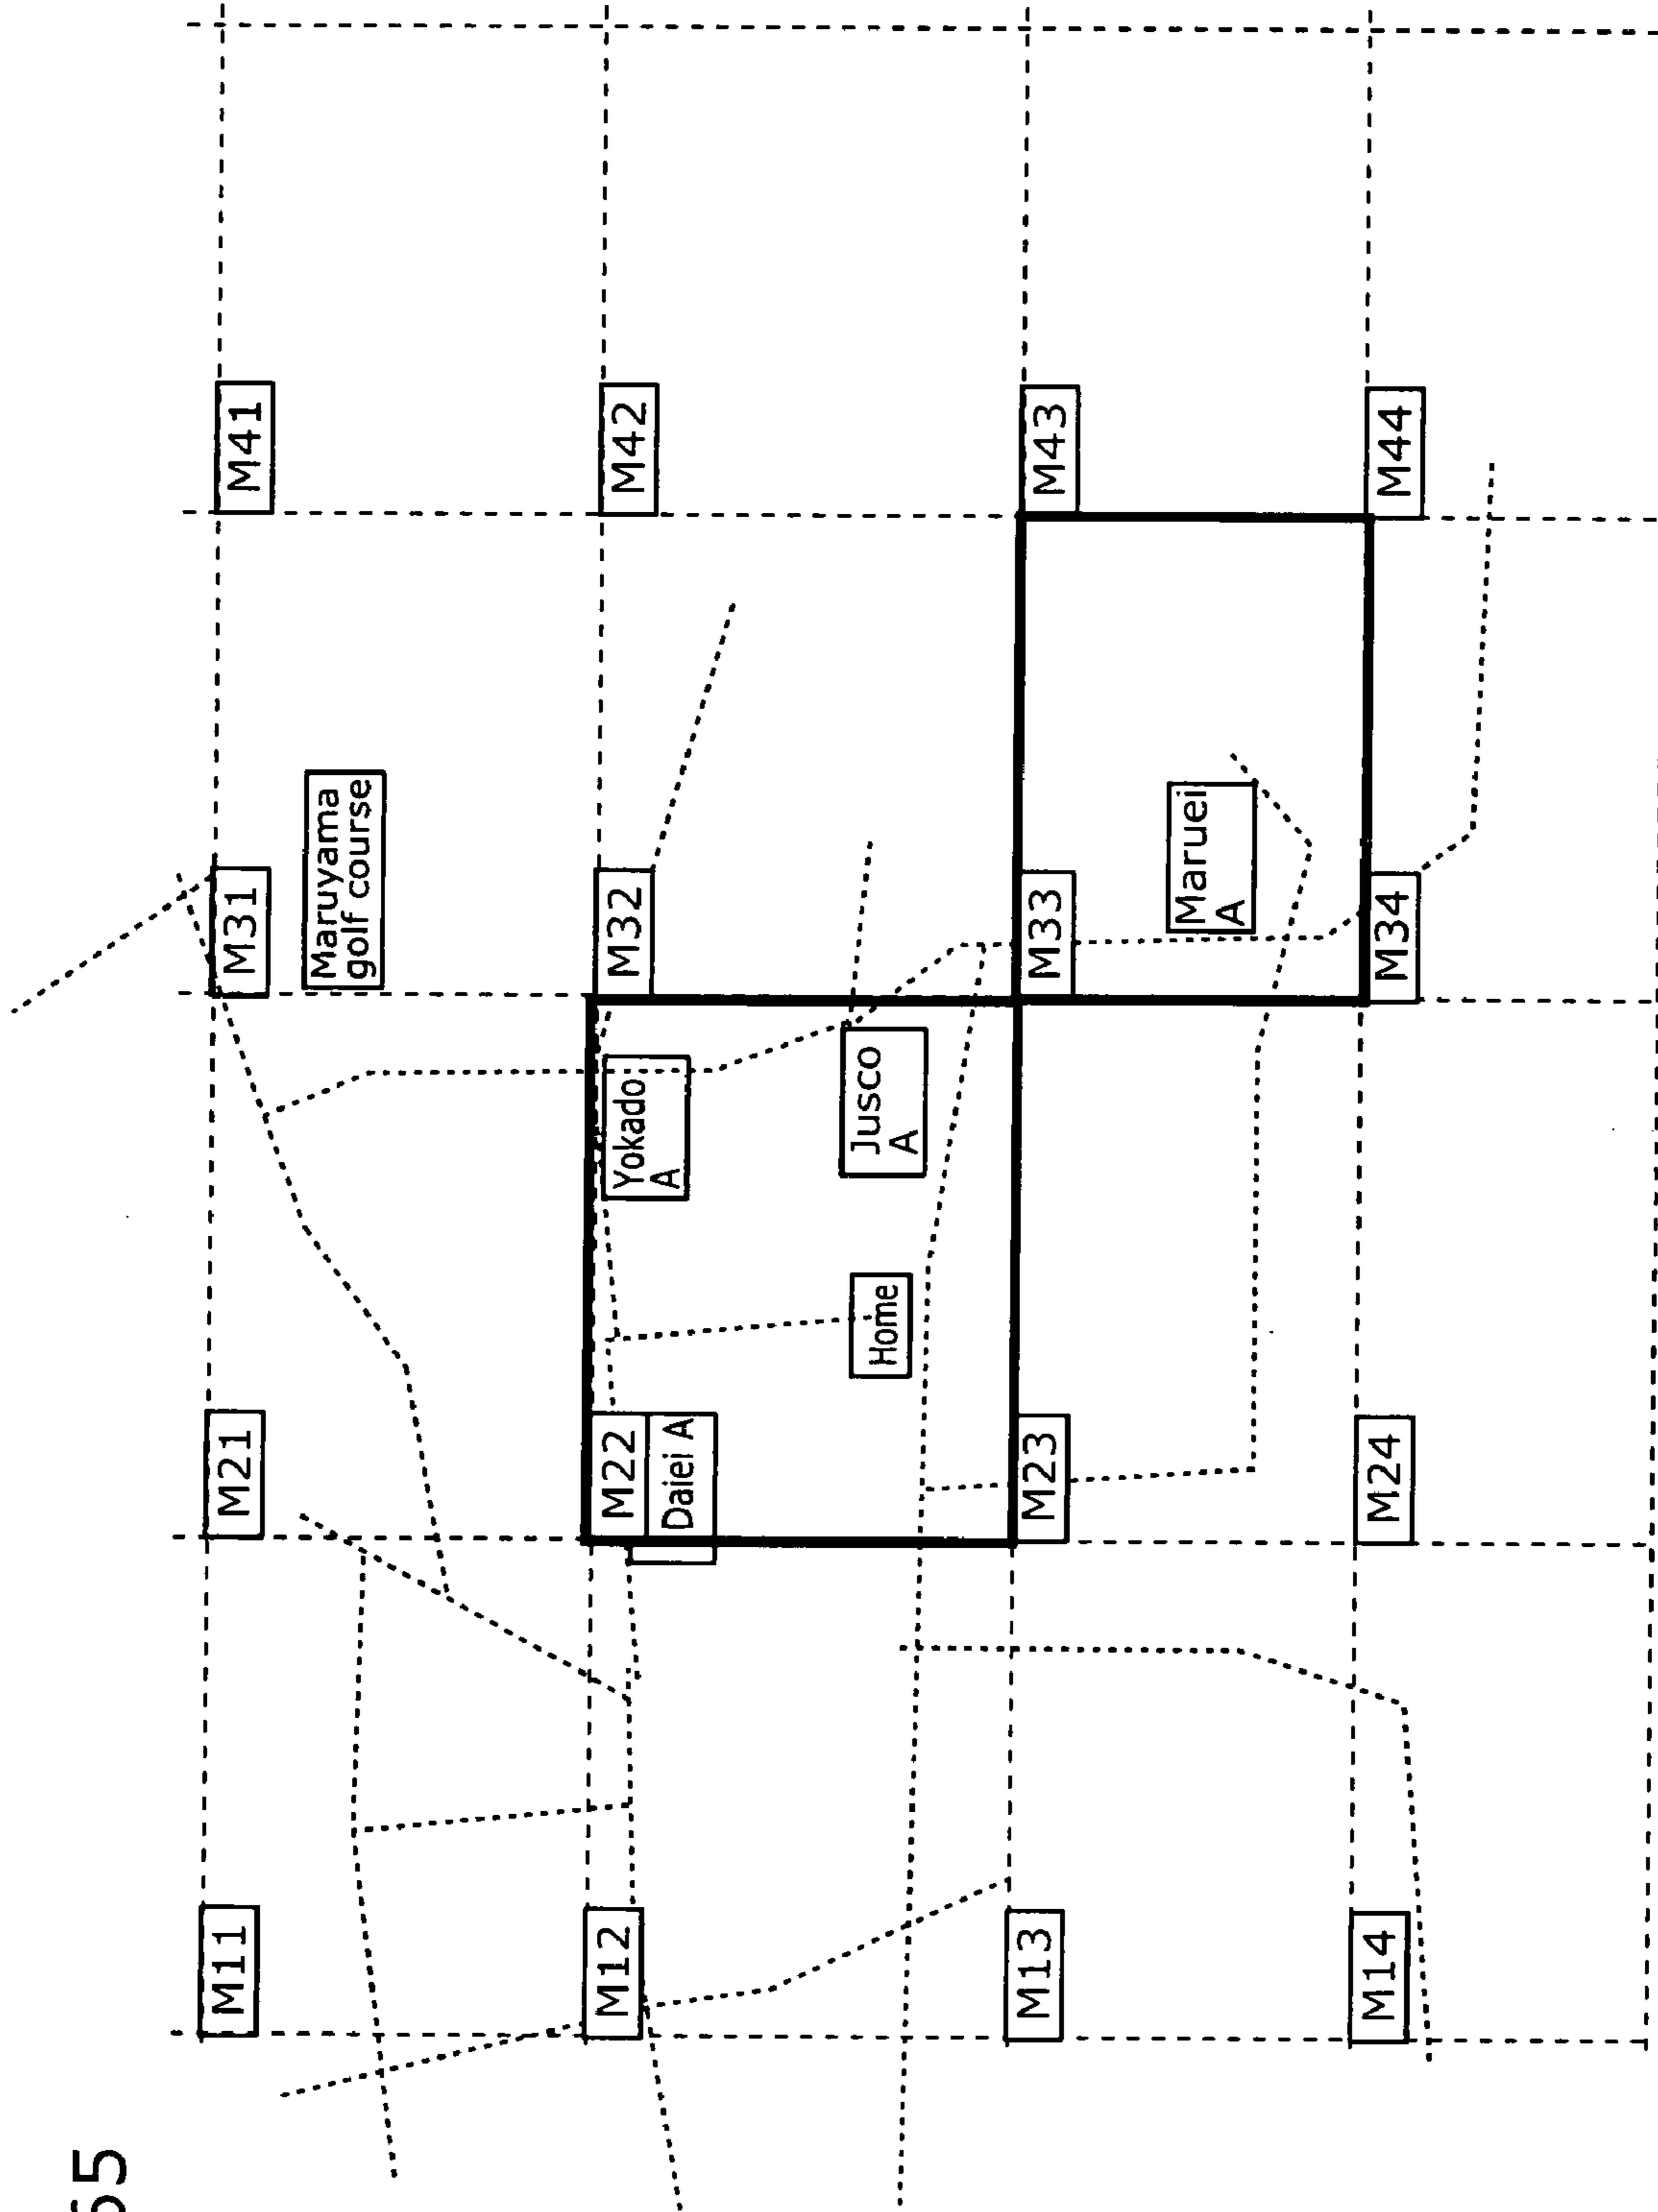 65
M11
M21
M31
M41
Maruyama
golf course
M12
M22
M32
M42
Daiei A
Yokado
A
Home
Jusco
A
M13
M23
M33
M43
Maruei
A
M14
M24
M34
M44